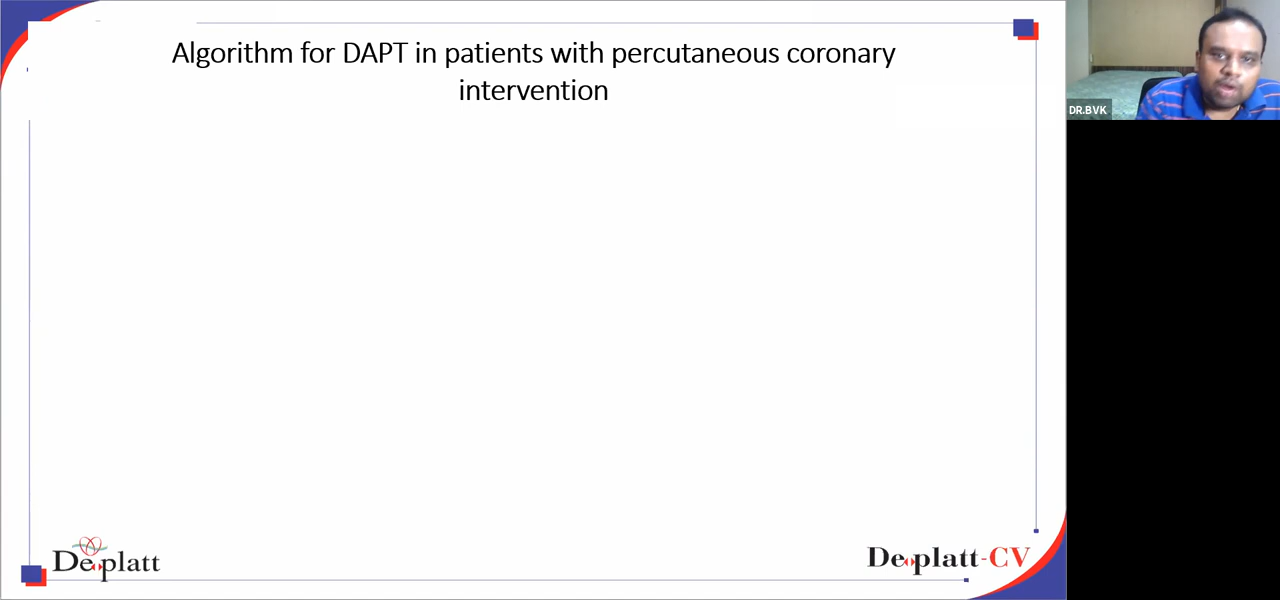 Algorithm for DAPT in patients with percutaneous coronary
intervention
DR.BVK
Deplatt
Deplatt-CV